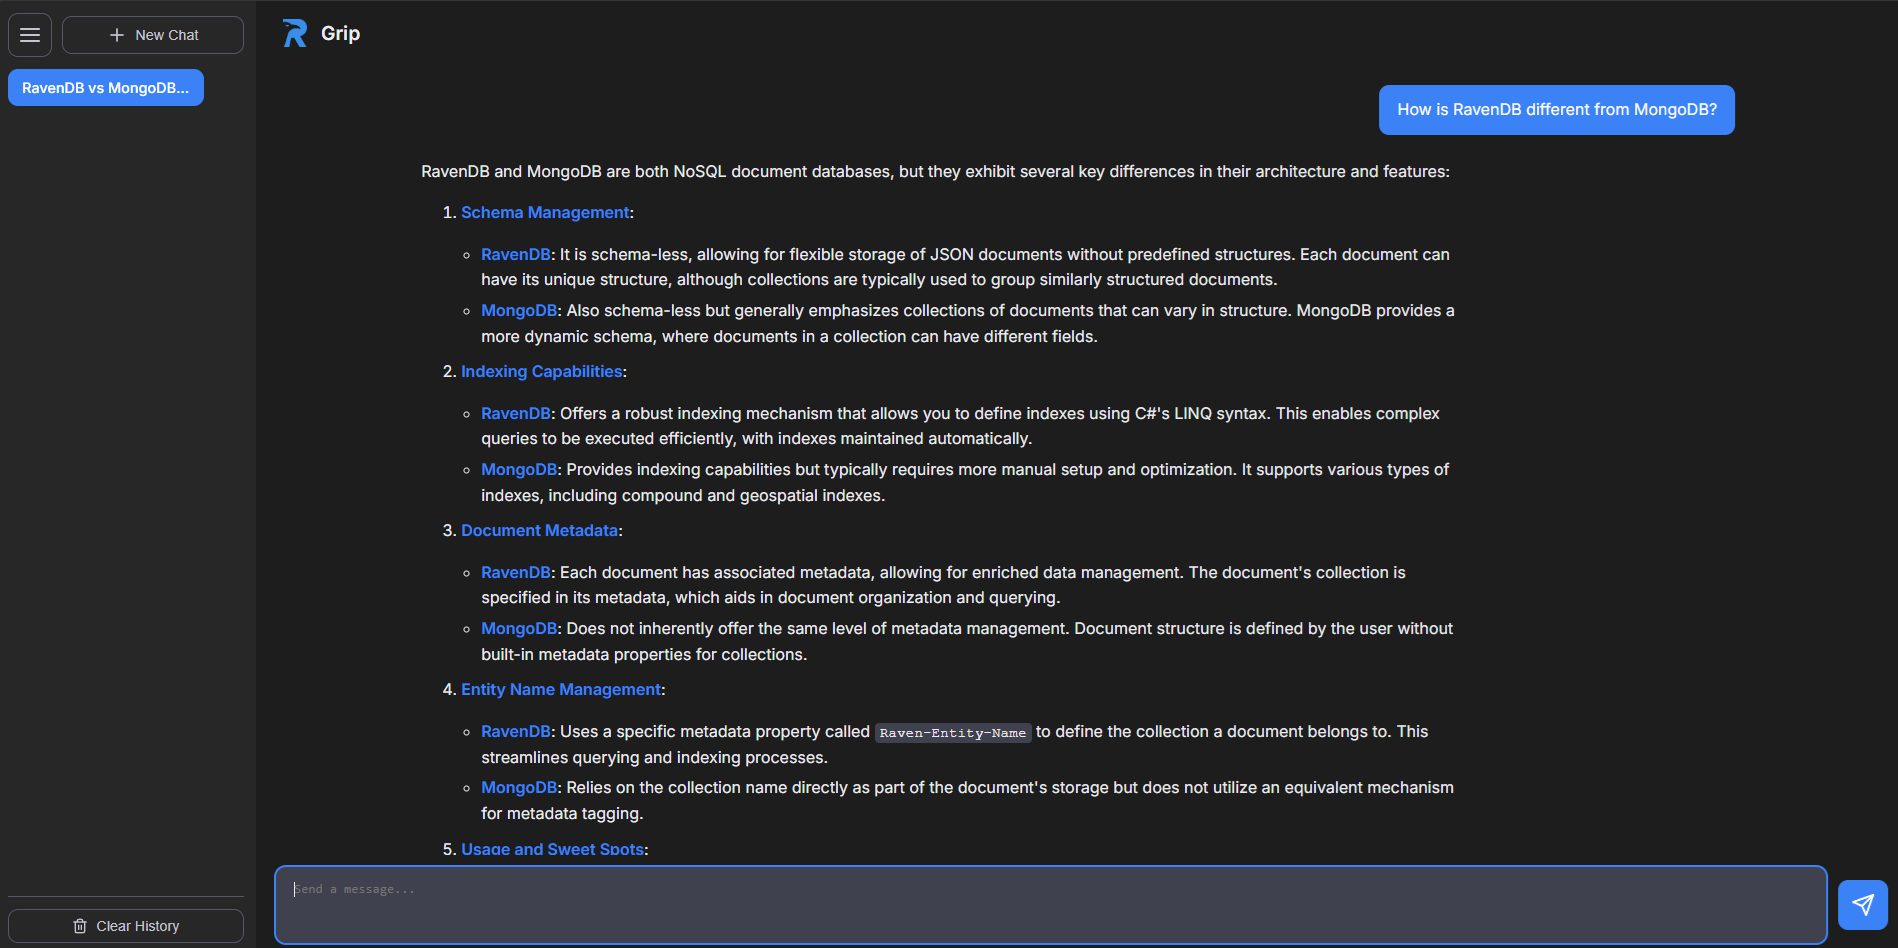 New Chat
RavenDB vs MongoDB...
Clear History
Grip
How is RavenDB different from MongoDB?
RavenDB and MongoDB are both NoSQL document databases, but they exhibit several key differences in their architecture and features:
1. Schema Management:
RavenDB: It is schema-less, allowing for flexible storage of JSON documents without predefined structures. Each document can
have its unique structure, although collections are typically used to group similarly structured documents.
MongoDB: Also schema-less but generally emphasizes collections of documents that can vary in structure. MongoDB provides a
more dynamic schema, where documents in a collection can have different fields.
2. Indexing Capabilities:
RavenDB: Offers a robust indexing mechanism that allows you to define indexes using C#'s LINQ syntax. This enables complex
queries to be executed efficiently, with indexes maintained automatically.
MongoDB: Provides indexing capabilities but typically requires more manual setup and optimization. It supports various types of
indexes, including compound and geospatial indexes.
3. Document Metadata:
RavenDB: Each document has associated metadata, allowing for enriched data management. The document's collection is
specified in its metadata, which aids in document organization and querying.
MongoDB: Does not inherently offer the same level of metadata management. Document structure is defined by the user without
built-in metadata properties for collections.
4. Entity Name Management:
RavenDB: Uses a specific metadata property called Raven-Entity-Name to define the collection a document belongs to. This
streamlines querying and indexing processes.
MongoDB: Relies on the collection name directly as part of the document's storage but does not utilize an equivalent mechanism
for metadata tagging.
5. Usage and Sweet Spots:
Send a message...